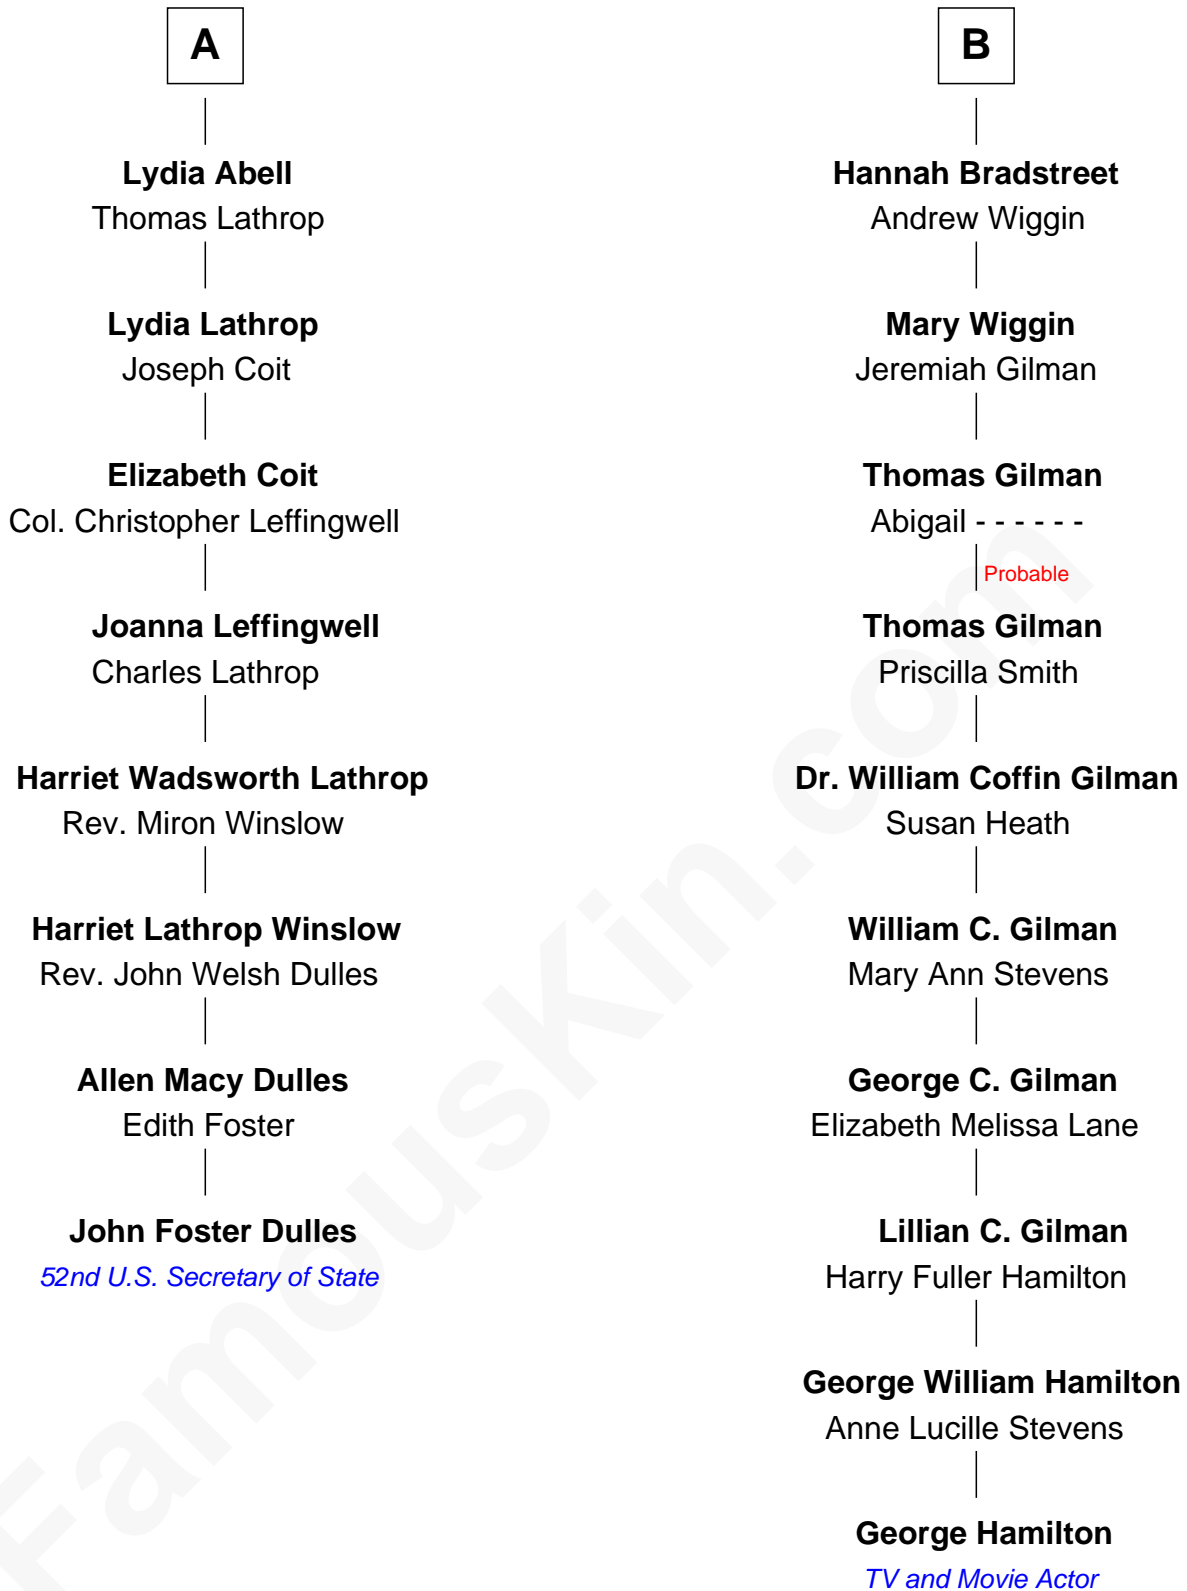 A
Lydia Abell
Thomas Lathrop
Lydia Lathrop
Joseph Coit
Elizabeth Coit
Col. Christopher Leffingwell
Joanna Leffingwell
Charles Lathrop
Harriet Wadsworth Lathrop
Rev. Miron Winslow
Harriet Lathrop Winslow
Rev. John Welsh Dulles
Allen Macy Dulles
Edith Foster
John Foster Dulles
52nd U.S. Secretary of State
B
Hannah Bradstreet
Andrew Wiggin
Mary Wiggin
Jeremiah Gilman
Thomas Gilman
Abigail - - - - - -
Probable
Thomas Gilman
Priscilla Smith
Dr. William Coffin Gilman
Susan Heath
William C. Gilman
Mary Ann Stevens
George C. Gilman
Elizabeth Melissa Lane
Lillian C. Gilman
Harry Fuller Hamilton
George William Hamilton
Anne Lucille Stevens
George Hamilton
TV and Movie Actor
FamousKin.com